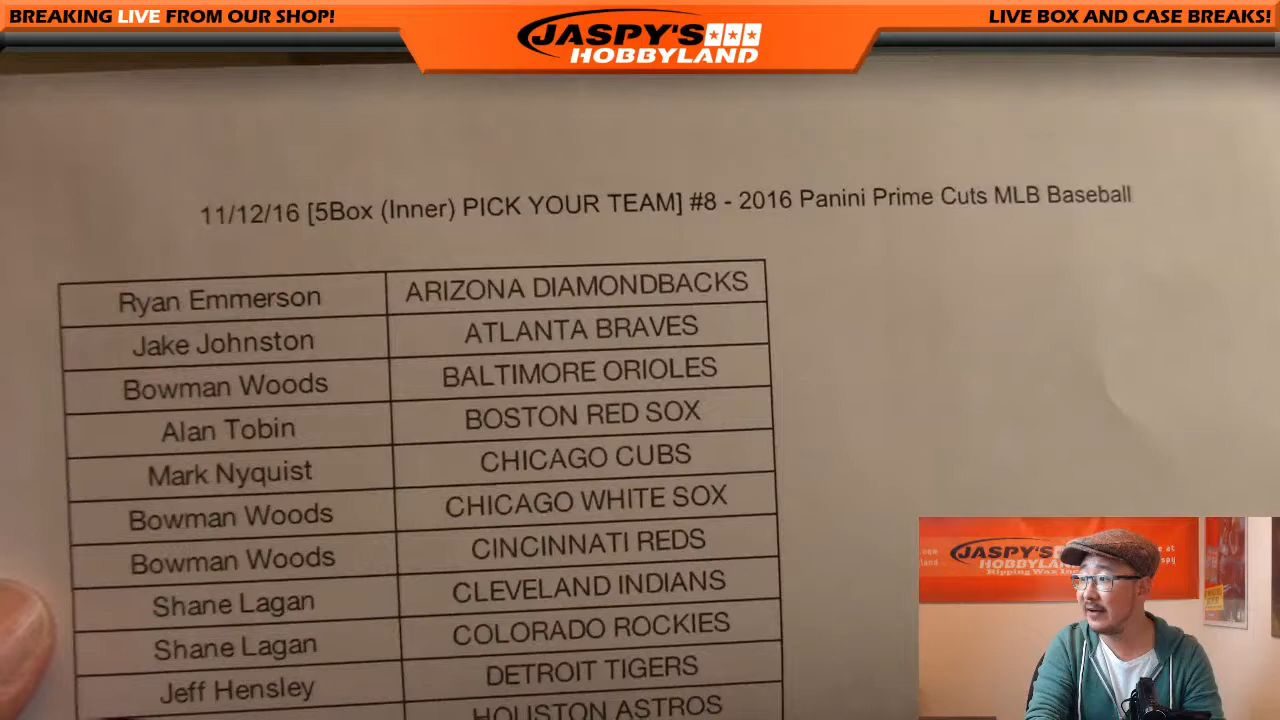 BREAKING LIVE FROM OUR SHOP!
JASPY'S
HOBBYLAND
LIVE BOX AND CASE BREAKS!
11/12/16 [5Box (Inner) PICK YOUR TEAM] #8 - 2016 Panini Prime Cuts MLB Baseball
Ryan Emmerson ARIZONA DIAMONDBACKS
Jake Johnston ATLANTA BRAVES
Bowman Woods BALTIMORE ORIOLES
Alan Tobin BOSTON RED SOX
Mark Nyquist CHICAGO CUBS
Bowman Woods CHICAGO WHITE SOX
Bowman Woods CINCINNATI REDS
Shane Lagan CLEVELAND INDIANS
Shane Lagan COLORADO ROCKIES
Jeff Hensley DETROIT TIGERS
HOUSTON ASTROS
JASPY'S
HOBBYLAND
Ripping Wax